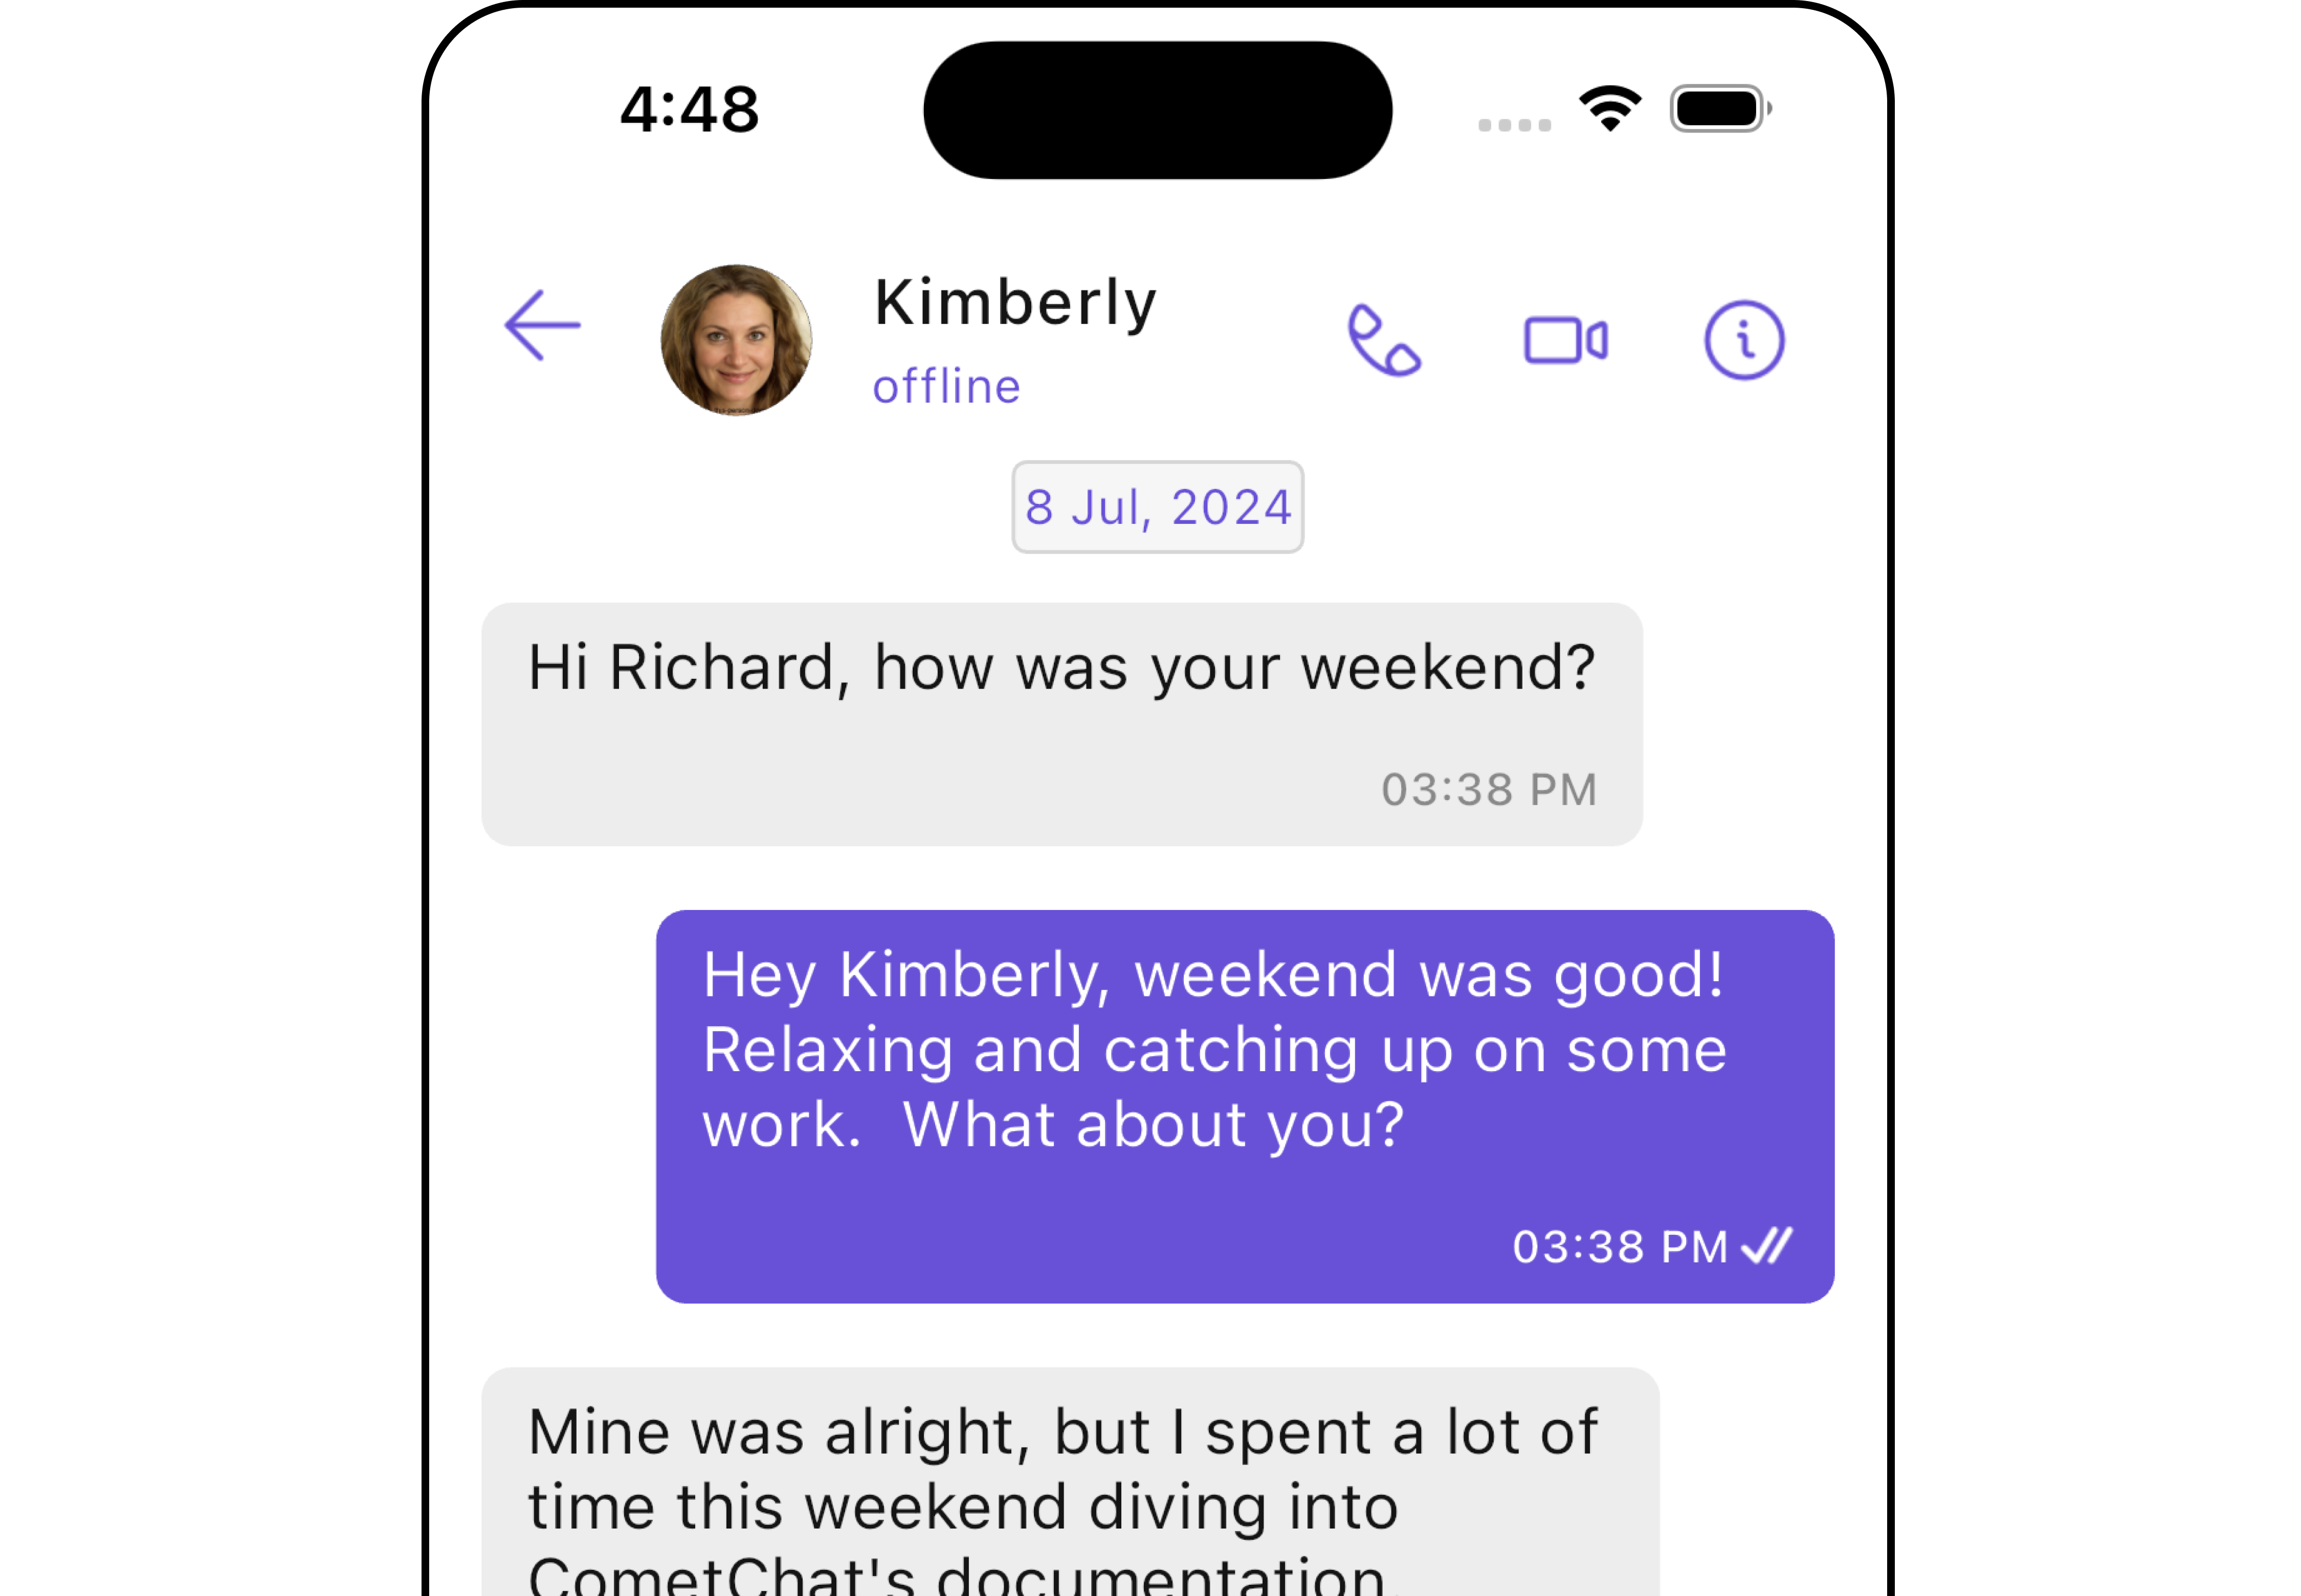 4:48
Kimberly
offline
8 Jul, 2024
Hi Richard, how was your weekend?
03:38 PM
Hey Kimberly, weekend was good!
Relaxing and catching up on some
work.  What about you?
03:38 PM
Mine was alright, but I spent a lot of
time this weekend diving into
CometChat's documentation.